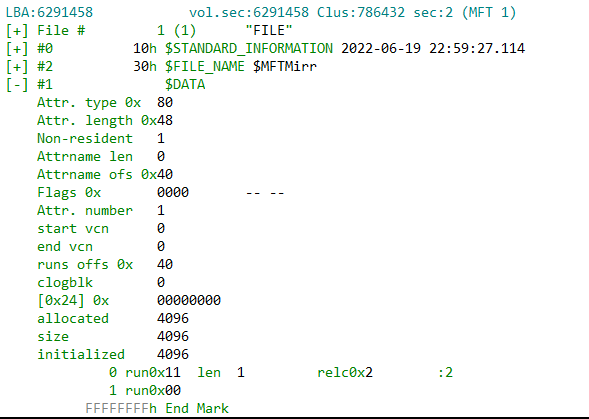 LBA:6291458 vol.sec:6291458 Clus:786432 sec:2 (MFT 1)
[+] File # 1 (1) "FILE"
[+] #0 10h $STANDARD_INFORMATION 2022-06-19 22:59:27.114
[+] #2 30h $FILE_NAME $MFTMirr
[-] #1 $DATA
Attr. type 0x 80
Attr. length 0x48
Non-resident 1
Attrname len 0
Attrname ofs 0x40
Flags 0x 0000 -- --
Attr. number 1
start vcn 0
end vcn 0
runs offs 0x 40
clogblk 0
[0x24] 0x 00000000
allocated 4096
size 4096
initialized 4096
0 run0x11 len 1 relc0x2 :2
1 run0x00
FFFFFFFFh End Mark